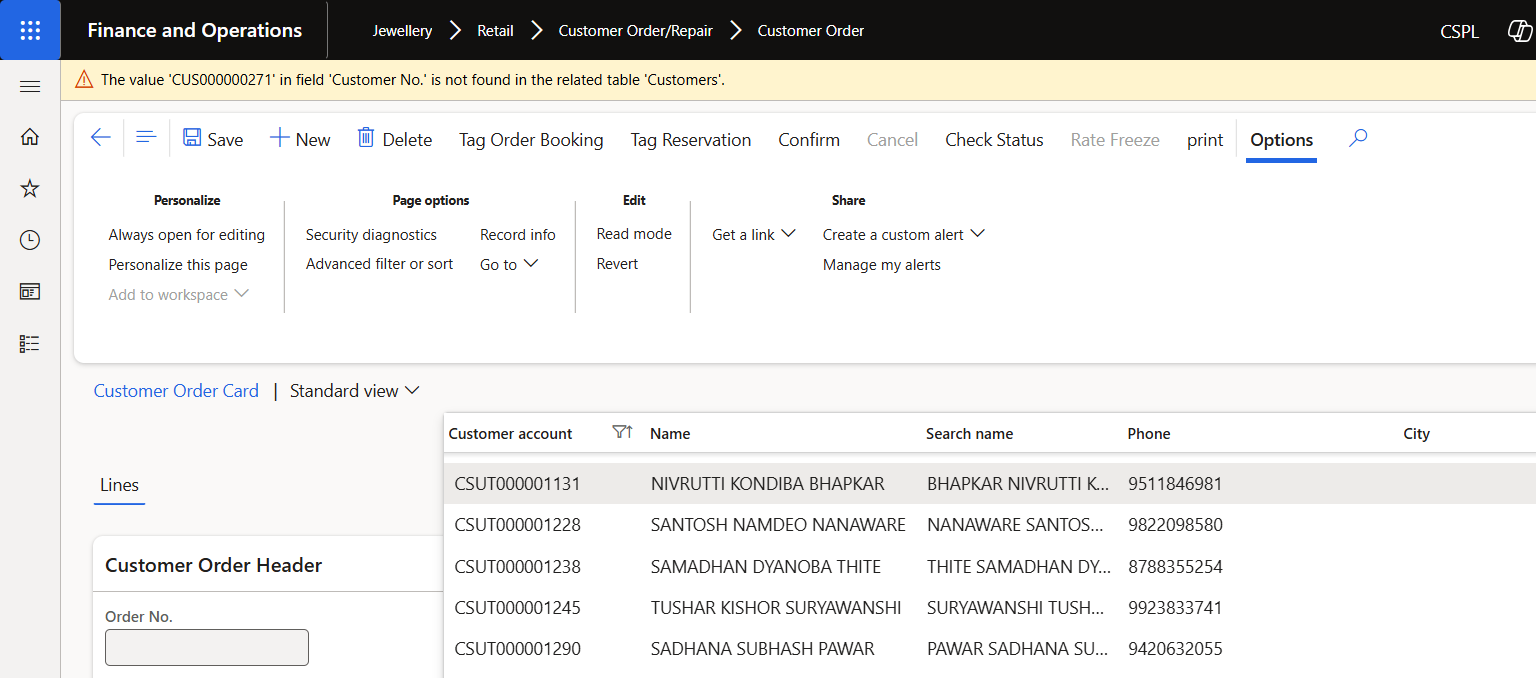 Finance and Operations Jewellery Retail Customer Order/Repair Customer Order CSPL
The value 'CUS000000271' in field 'Customer No.' is not found in the related table 'Customers'.
Save New Delete Tag Order Booking Tag Reservation Confirm Cancel Check Status Rate Freeze print Options
Personalize Page options Edit Share
Always open for editing Security diagnostics Record info Read mode Get a link Create a custom alert
Personalize this page Advanced filter or sort Go to Revert Manage my alerts
Add to workspace
Customer Order Card | Standard view
Customer account Name Search name Phone City
CSUT000001131 NIVRUTTI KONDIBA BHAPKAR BHAPKAR NIVRUTTI K... 9511846981
Lines
CSUT000001228 SANTOSH NAMDEO NANAWARE NANAWARE SANTOS... 9822098580
Customer Order Header
CSUT000001238 SAMADHAN DYANOBA THITE THITE SAMADHAN DY... 8788355254
CSUT000001245 TUSHAR KISHOR SURYAWANSHI SURYAWANSHI TUSH... 9923833741
Order No.
CSUT000001290 SADHANA SUBHASH PAWAR PAWAR SADHANA SU... 9420632055